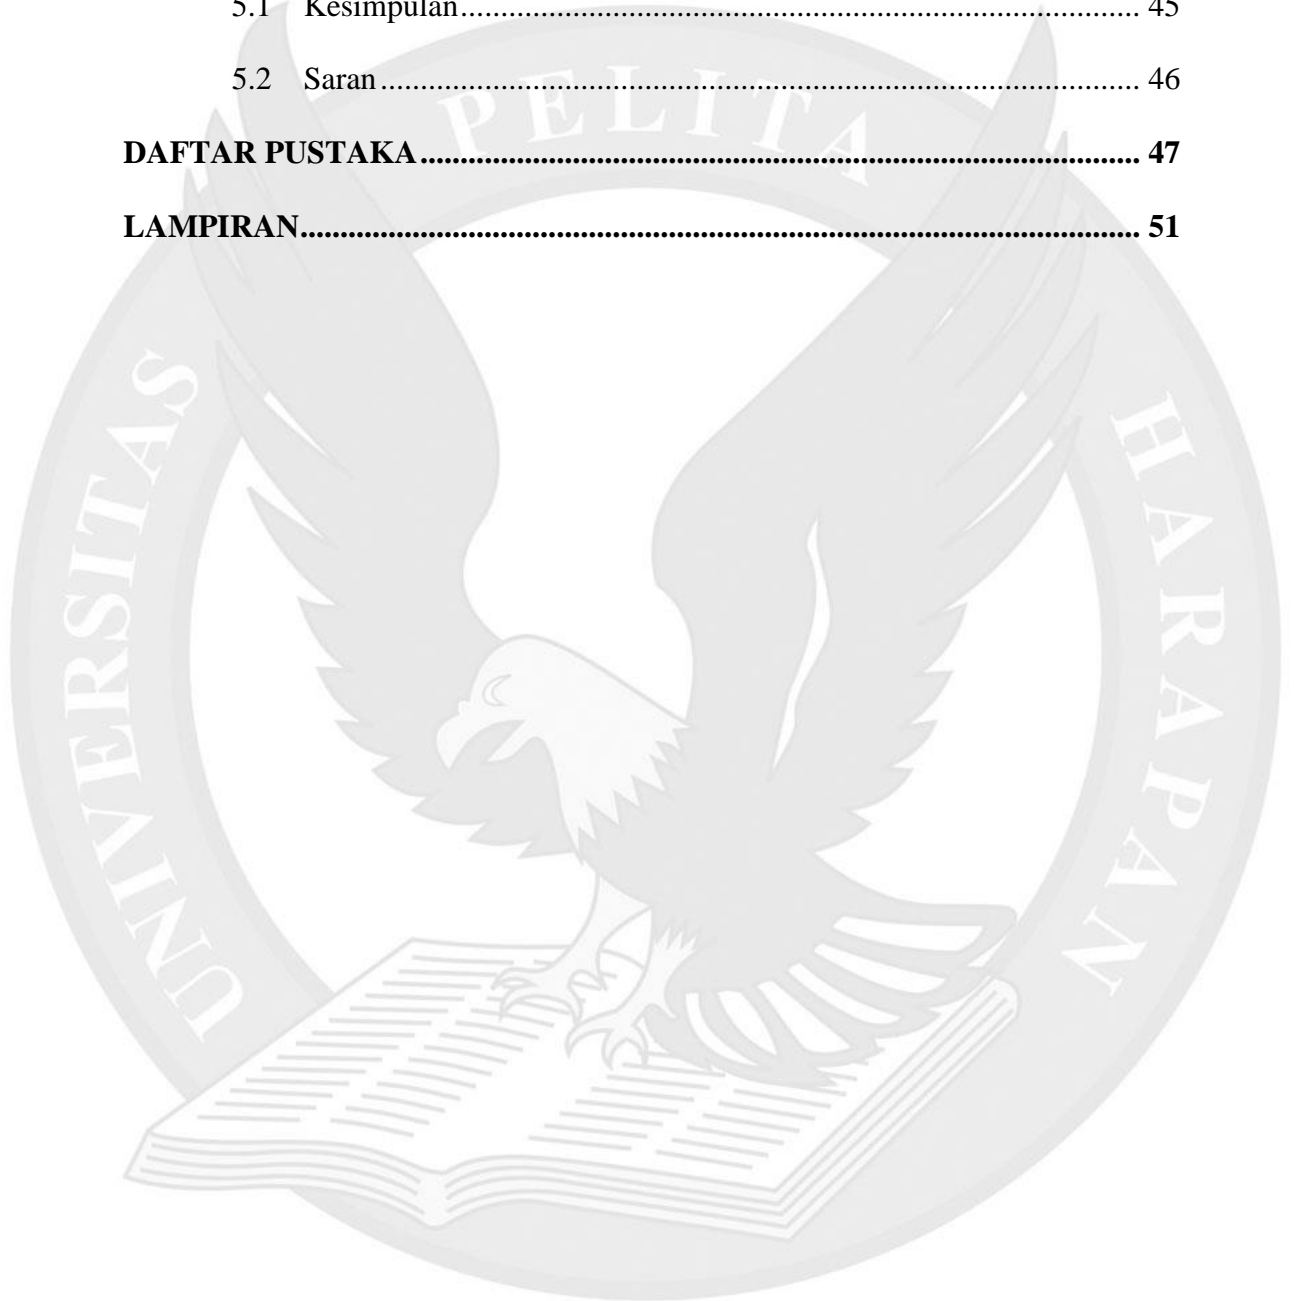 5.1 Kesimpulan........................................................................................ 45
5.2 Saran.................................................................................................. 46
DAFTAR PUSTAKA............................................................................................ 47
LAMPIRAN........................................................................................................... 51
UNIVERSITAS PELITA HARAPAN